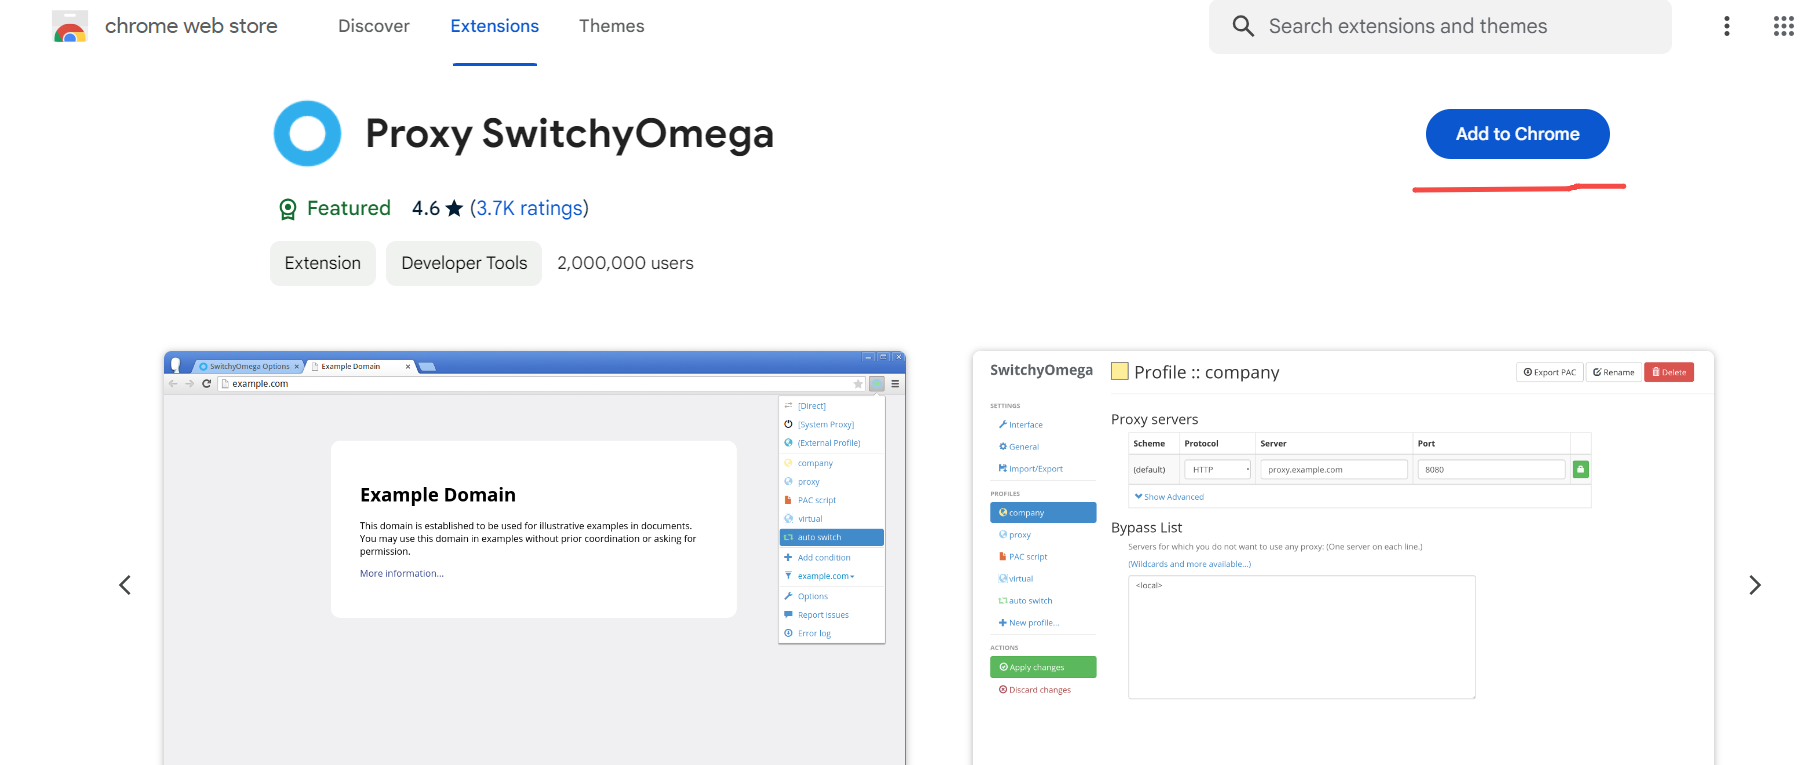 chrome web store
Discover
Extensions
Themes
Search extensions and themes
Proxy SwitchyOmega
Add to Chrome
Featured 4.6 ★ (3.7K ratings)
Extension
Developer Tools
2,000,000 users
SwitchyOmega Options ×
Example Domain ×
example.com
[Direct]
[System Proxy]
(External Profile)
company
proxy
PAC script
virtual
auto switch
Add condition
example.com
Options
Report issues
Error log
Example Domain
This domain is established to be used for illustrative examples in documents.
You may use this domain in examples without prior coordination or asking for
permission.
More information...
SwitchyOmega
SETTINGS
Interface
General
Import/Export
PROFILES
company
proxy
PAC script
virtual
auto switch
New profile...
ACTIONS
Apply changes
Discard changes
Profile :: company
Export PAC
Rename
Delete
Proxy servers
Scheme Protocol Server Port
(default) HTTP proxy.example.com 8080
Show Advanced
Bypass List
Servers for which you do not want to use any proxy: (One server on each line.)
(Wildcards and more available...)
<local>